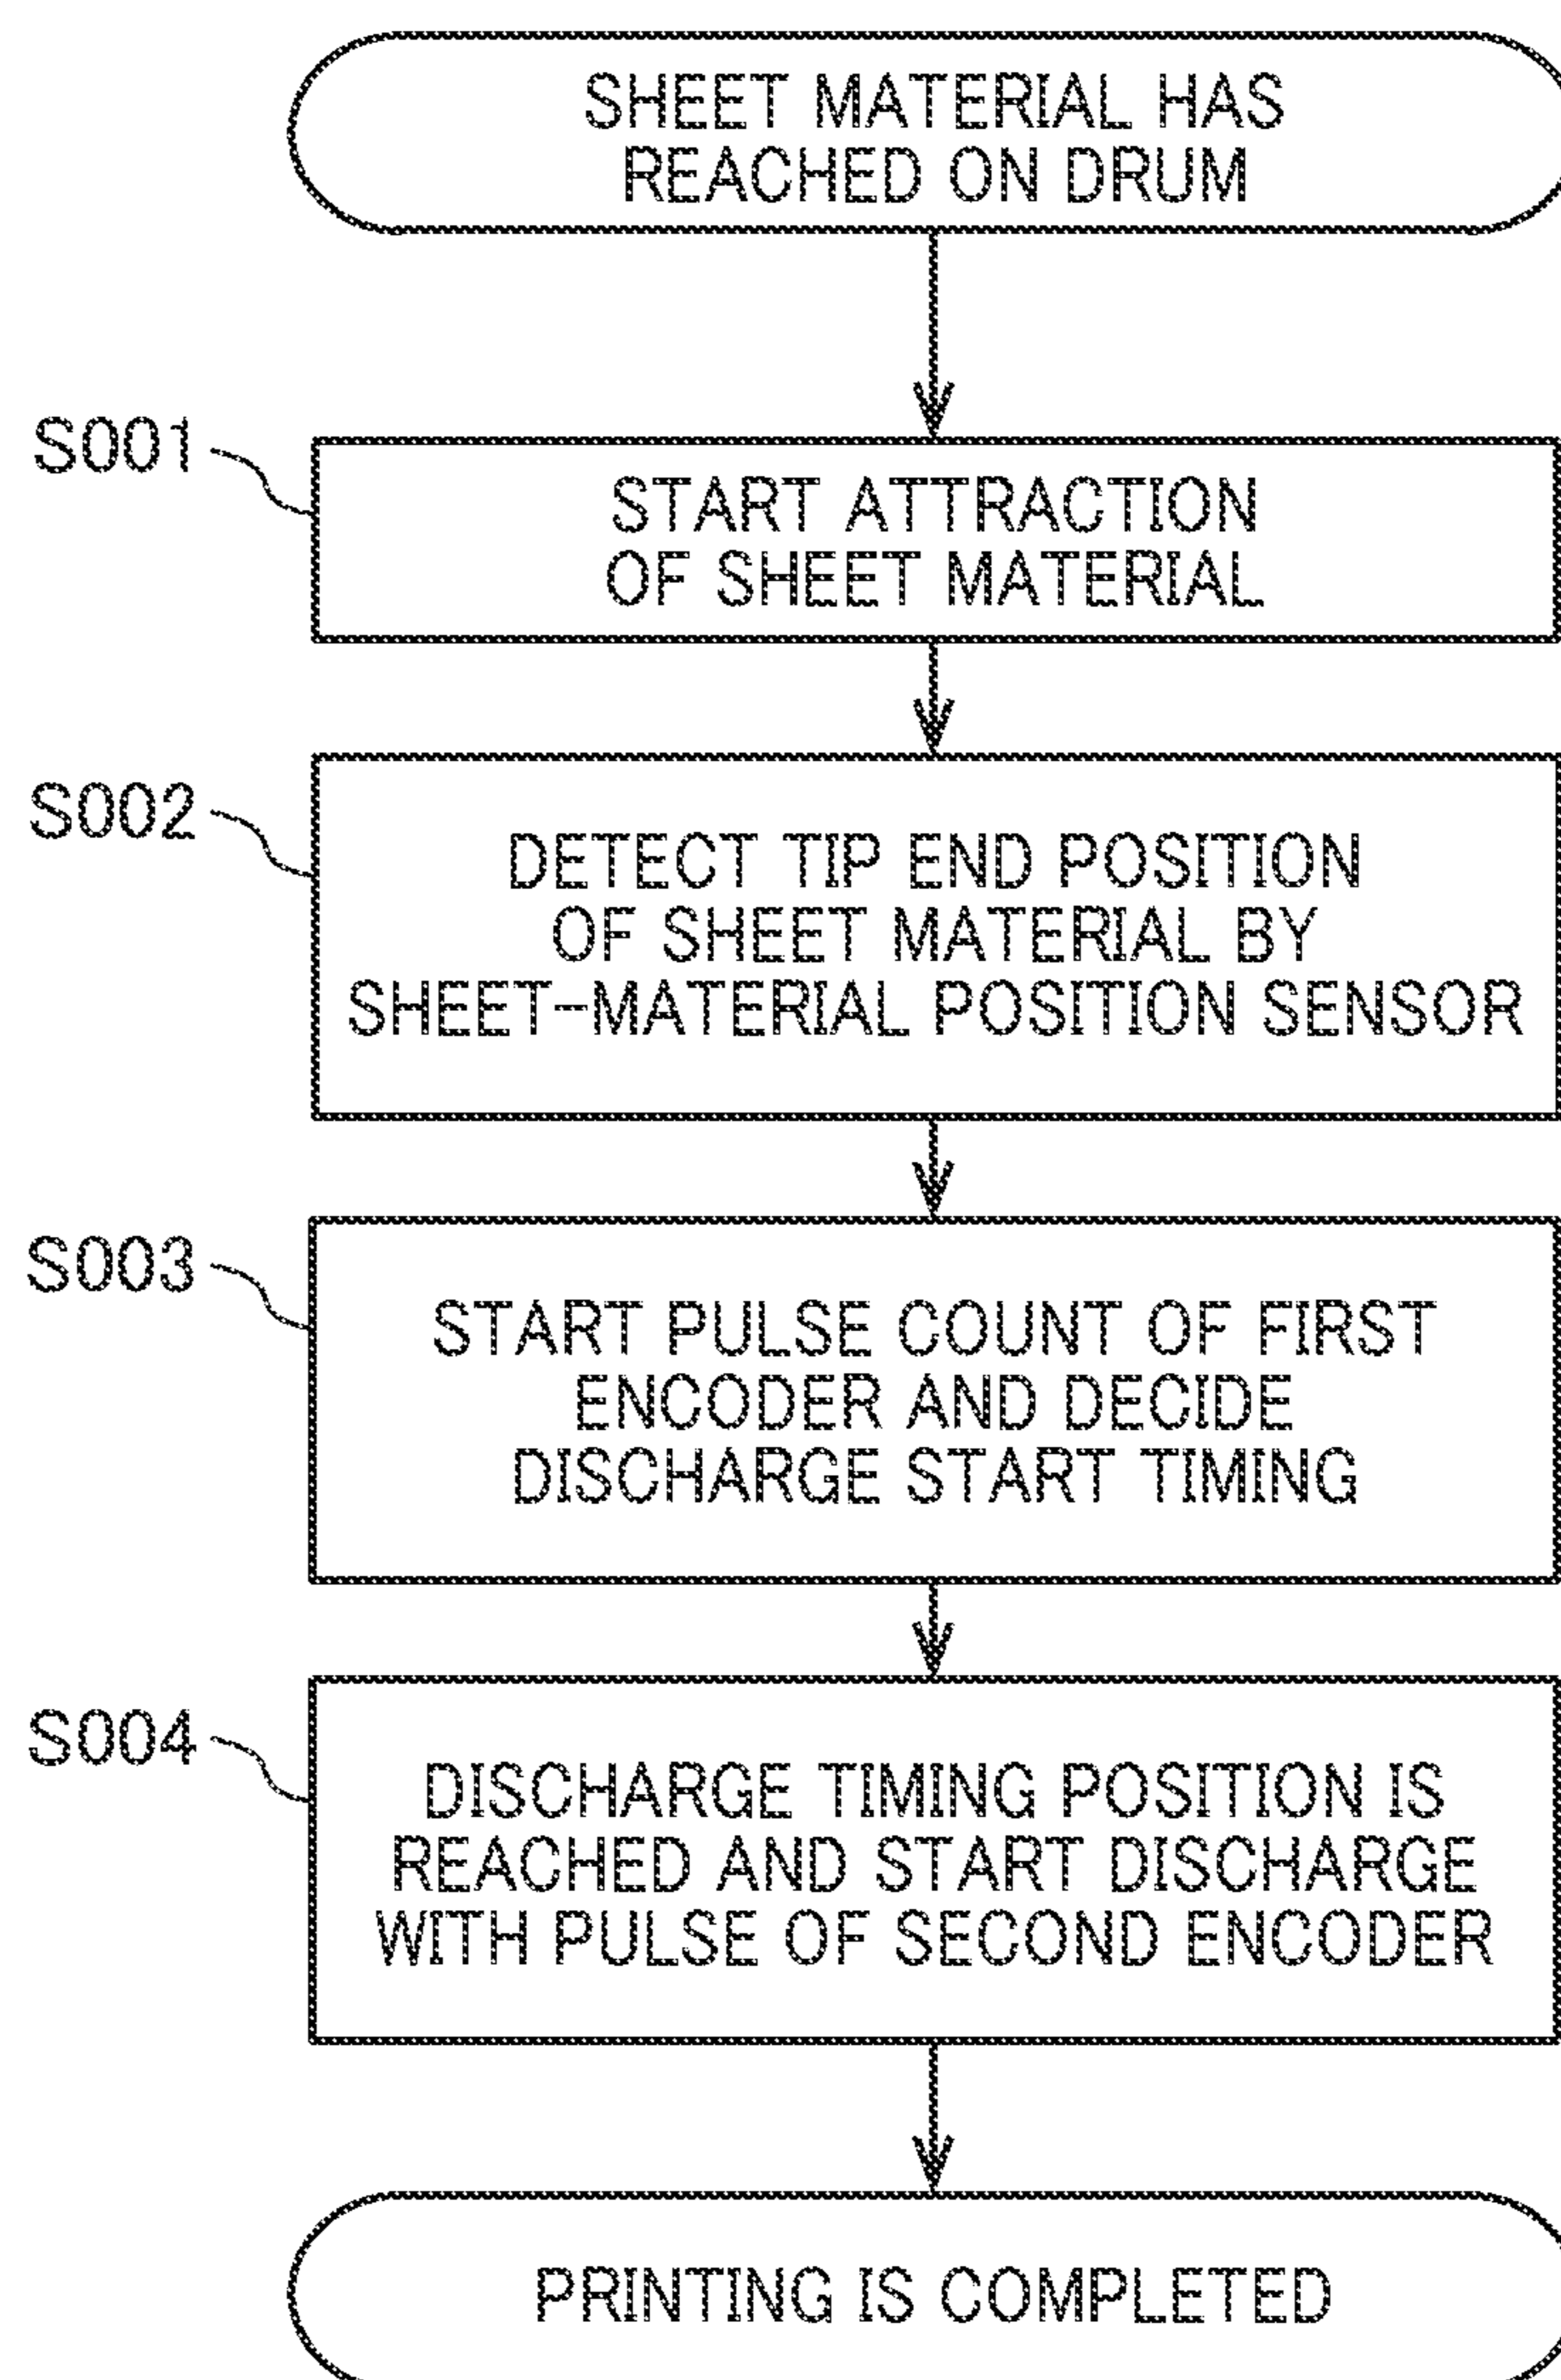 SHEET MATERIAL HAS
REACHED ON DRUM
S001
START ATTRACTION
OF SHEET MATERIAL
S002
DETECT TIP END POSITION
OF SHEET MATERIAL BY
SHEET-MATERIAL POSITION SENSOR
S003
START PULSE COUNT OF FIRST
ENCODER AND DECIDE
DISCHARGE START TIMING
S004
DISCHARGE TIMING POSITION IS
REACHED AND START DISCHARGE
WITH PULSE OF SECOND ENCODER
PRINTING IS COMPLETED